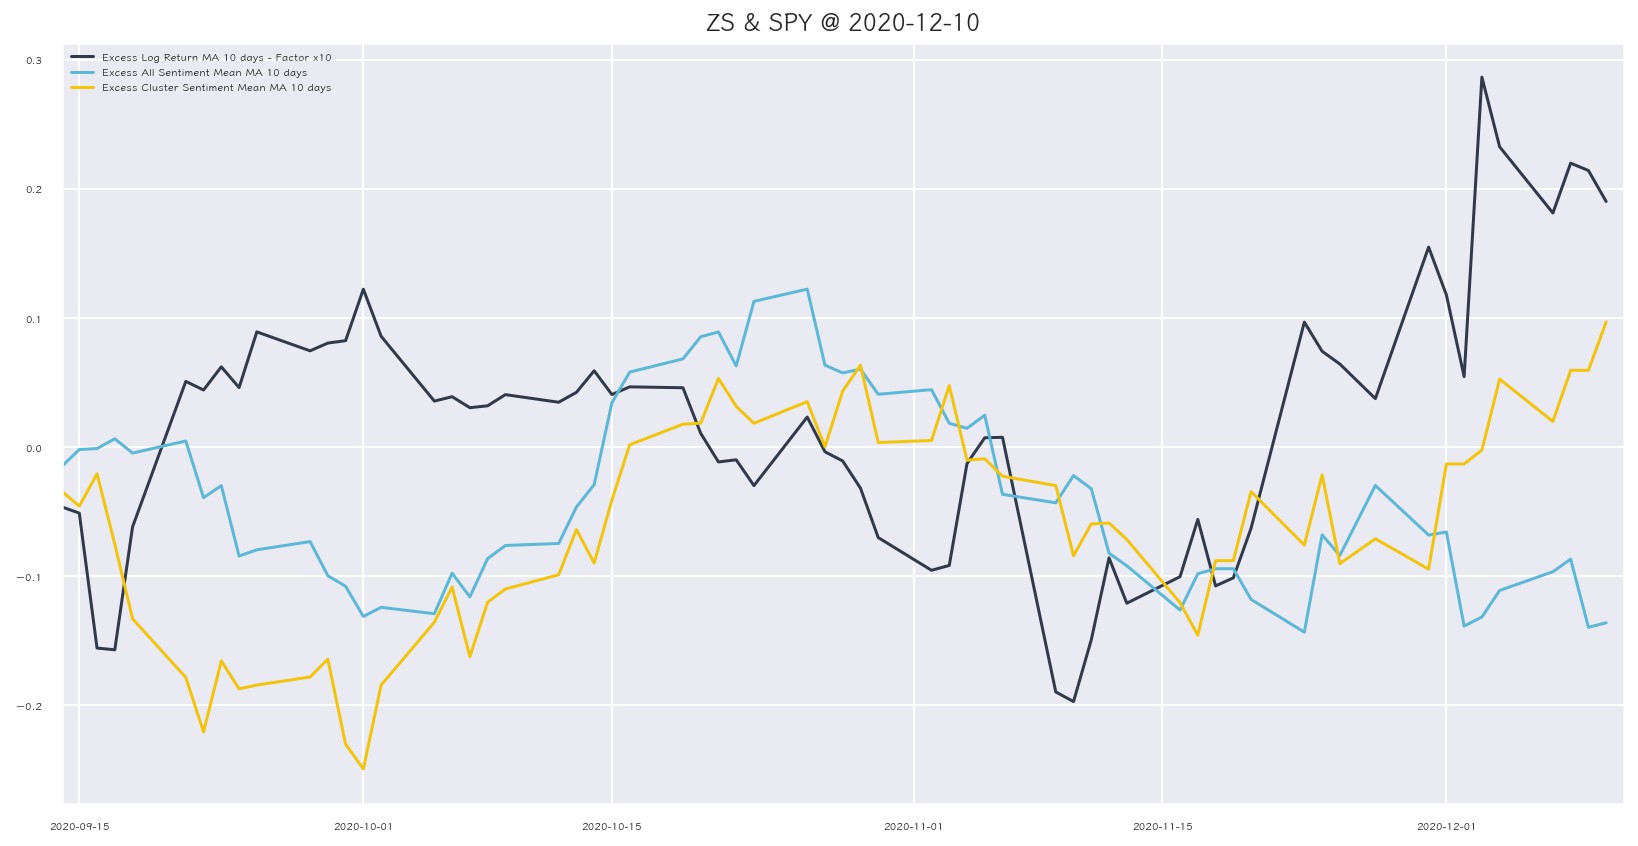 ZS & SPY @ 2020-12-10
Excess Log Return MA 10 days - Factor x10
Excess All Sentiment Mean MA 10 days
Excess Cluster Sentiment Mean MA 10 days
0.3
0.2
0.1
0.0
−0.1
−0.2
2020-09-15 2020-10-01 2020-10-15 2020-11-01 2020-11-15 2020-12-01